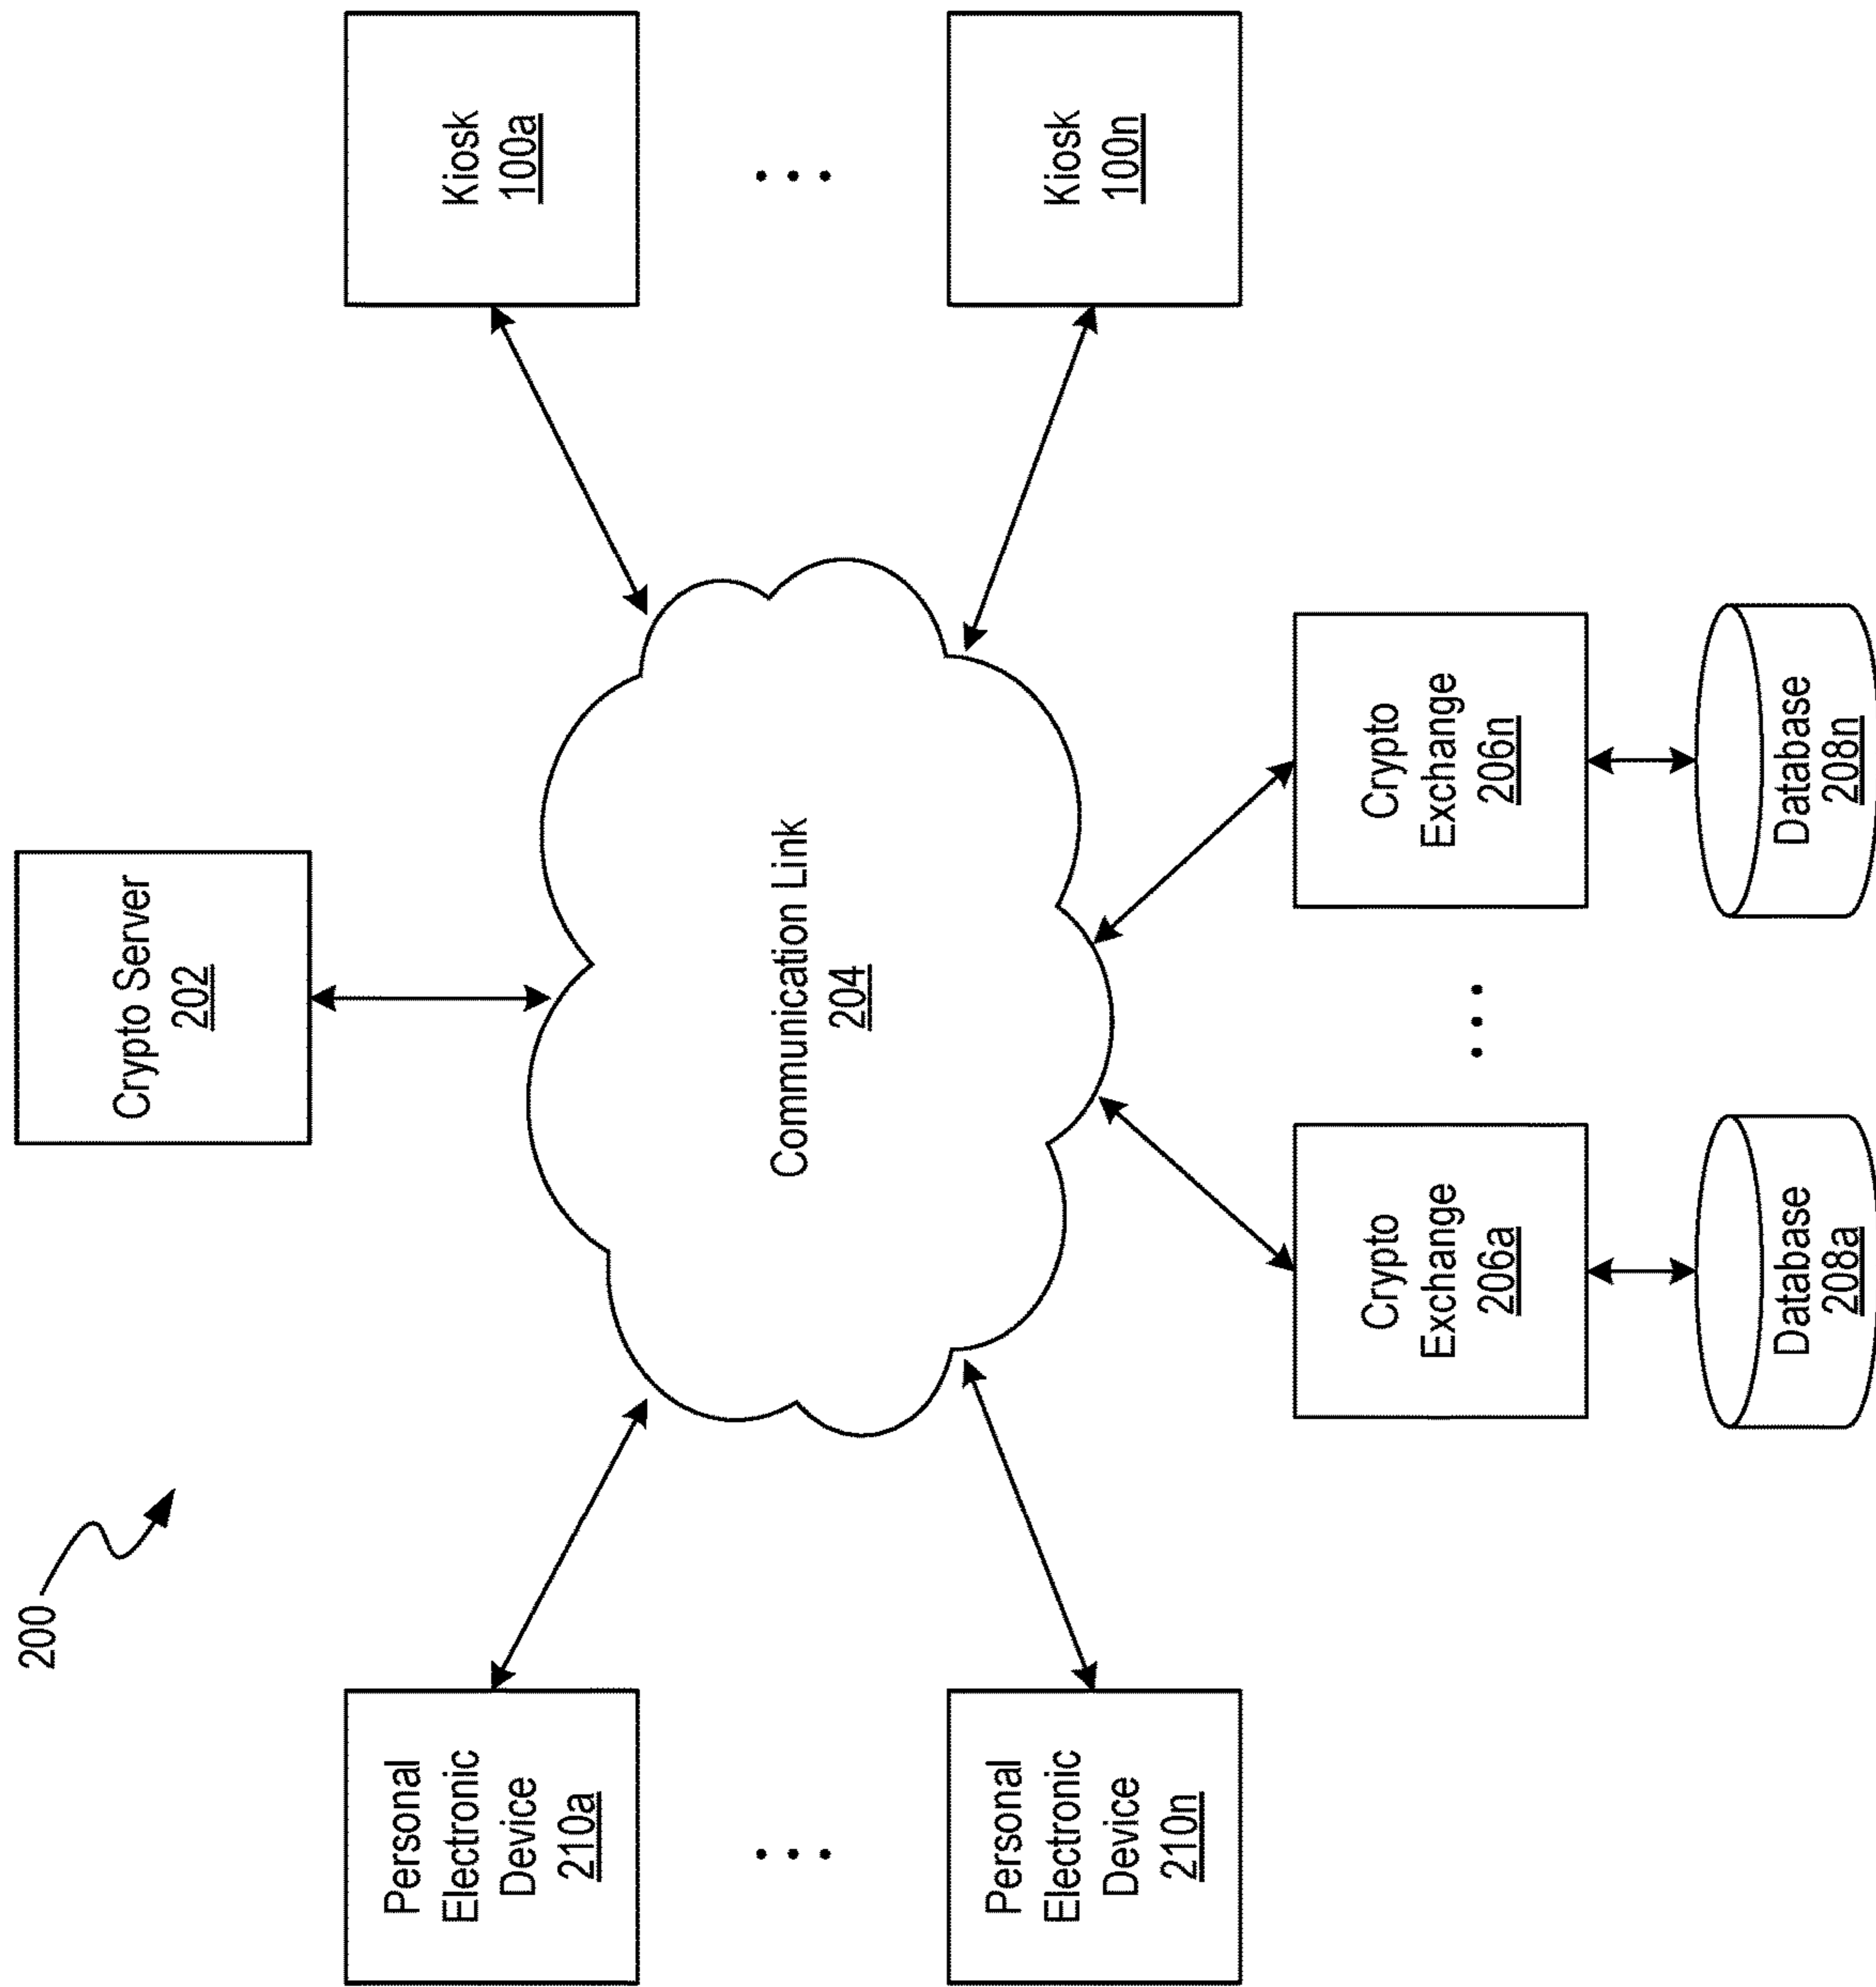 200
Crypto Server
202
Personal
Electronic
Device
210a
Kiosk
100a
Communication Link
204
Personal
Electronic
Device
210n
Kiosk
100n
Crypto
Exchange
206a
Crypto
Exchange
206n
Database
208a
Database
208n